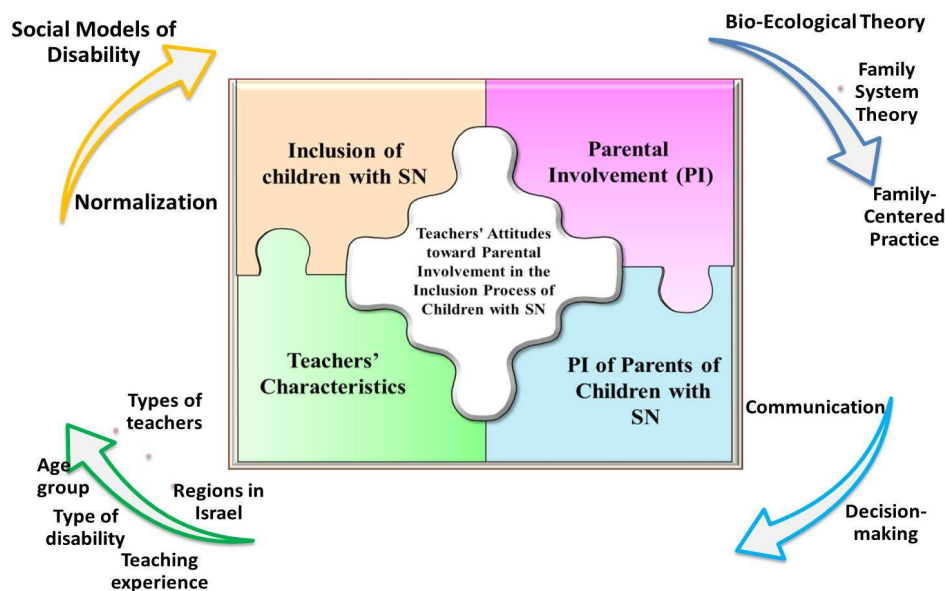 Social Models of
Disability
Normalization
Bio-Ecological Theory
Family
System
Theory
Family-
Centered
Practice
Inclusion of
children with SN
Parental
Involvement (PI)
Teachers' Attitudes
toward Parental
Involvement in the
Inclusion Process of
Children with SN
Teachers’
Characteristics
PI of Parents of
Children with
SN
Types of
teachers
Age
group
Regions in
Israel
Type of
disability
Teaching
experience
Communication
Decision-
making